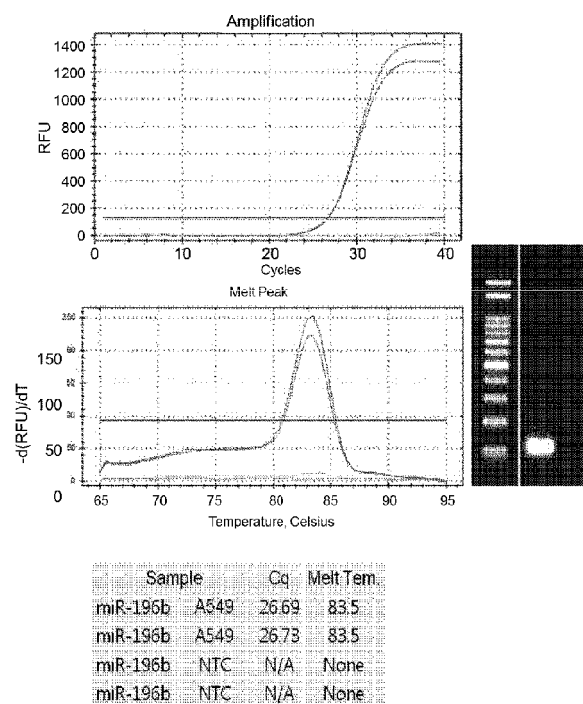 Amplification
1400
1200
1000
800
600
400
200
0
RFU
0 10 20 30 40
Cycles
Melt Peak
150
100
50
0
-d(RFU)/dT
65 70 75 80 85 90 95
Temperature, Celsius
Sample Cq Melt Tem.
miR-196b A549 26.69 83.5
miR-196b A549 26.73 83.5
miR-196b NTC N/A None
miR-196b NTC N/A None